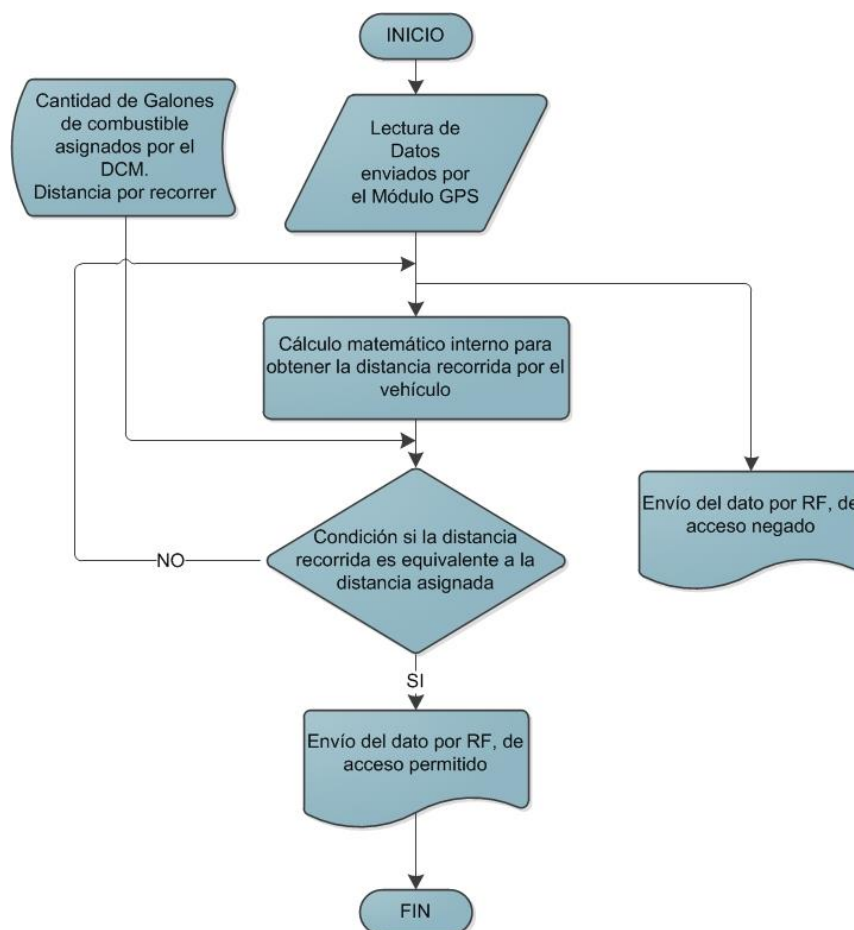 INICIO
Cantidad de Galones
de combustible
asignados por el
DCM.
Distancia por recorrer
Lectura de
Datos
enviados por
el Módulo GPS
Cálculo matemático interno para
obtener la distancia recorrida por el
vehículo
Envío del dato por RF, de
acceso negado
Condición si la distancia
recorrida es equivalente a la
distancia asignada
NO
SI
Envío del dato por RF, de
acceso permitido
FIN